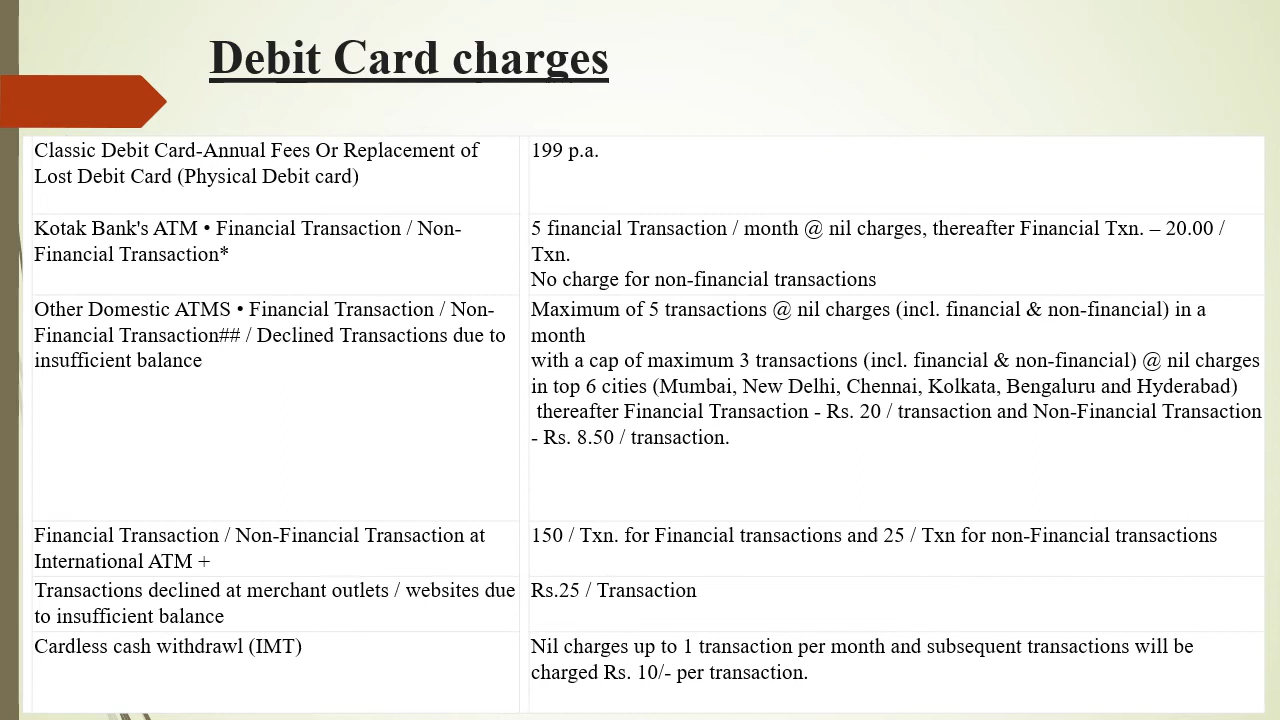 Debit Card charges
Classic Debit Card-Annual Fees Or Replacement of
Lost Debit Card (Physical Debit card)
199 p.a.
Kotak Bank's ATM • Financial Transaction / Non-
Financial Transaction*
5 financial Transaction / month @ nil charges, thereafter Financial Txn. – 20.00 /
Txn.
No charge for non-financial transactions
Other Domestic ATMS • Financial Transaction / Non-
Financial Transaction## / Declined Transactions due to
insufficient balance
Maximum of 5 transactions @ nil charges (incl. financial & non-financial) in a
month
with a cap of maximum 3 transactions (incl. financial & non-financial) @ nil charges
in top 6 cities (Mumbai, New Delhi, Chennai, Kolkata, Bengaluru and Hyderabad)
thereafter Financial Transaction - Rs. 20 / transaction and Non-Financial Transaction
- Rs. 8.50 / transaction.
Financial Transaction / Non-Financial Transaction at
International ATM +
150 / Txn. for Financial transactions and 25 / Txn for non-Financial transactions
Transactions declined at merchant outlets / websites due
to insufficient balance
Rs.25 / Transaction
Cardless cash withdrawl (IMT)
Nil charges up to 1 transaction per month and subsequent transactions will be
charged Rs. 10/- per transaction.